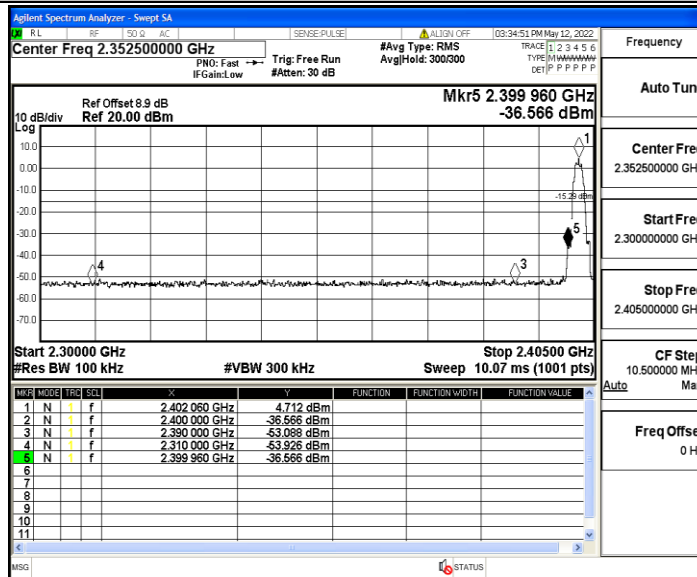 Agilent Spectrum Analyzer - Swept SA
RL RF 50 Ω AC SENSE:PULSE ALIGN OFF 03:34:51 PM May 12, 2022
Center Freq 2.352500000 GHz
PNO: Fast
IFGain:Low
Trig: Free Run
#Atten: 30 dB
#Avg Type: RMS
Avg|Hold: 300/300
TRACE 1 2 3 4 5 6
TYPE M
DET P P P P P P
Ref Offset 8.9 dB
10 dB/div Ref 20.00 dBm
Log
Mkr5 2.399 960 GHz
-36.566 dBm
10.0
0.00
-10.0
-20.0
-30.0
-40.0
-50.0
-60.0
-70.0
1
-15.29 dBm
5
3
4
Start 2.30000 GHz Stop 2.40500 GHz
#Res BW 100 kHz #VBW 300 kHz Sweep 10.07 ms (1001 pts)
MKR MODE TRC SCL X Y FUNCTION FUNCTION WIDTH FUNCTION VALUE
1 N 1 f 2.402 060 GHz 4.712 dBm
2 N 1 f 2.400 000 GHz -36.566 dBm
3 N 1 f 2.390 000 GHz -53.088 dBm
4 N 1 f 2.310 000 GHz -53.926 dBm
5 N 1 f 2.399 960 GHz -36.566 dBm
6
7
8
9
10
11
MSG STATUS
Frequency
Auto Tun
Center Fre
2.352500000 GH
Start Fre
2.300000000 GH
Stop Fre
2.405000000 GH
CF Step
10.500000 MH
Auto Ma
Freq Offse
0 H